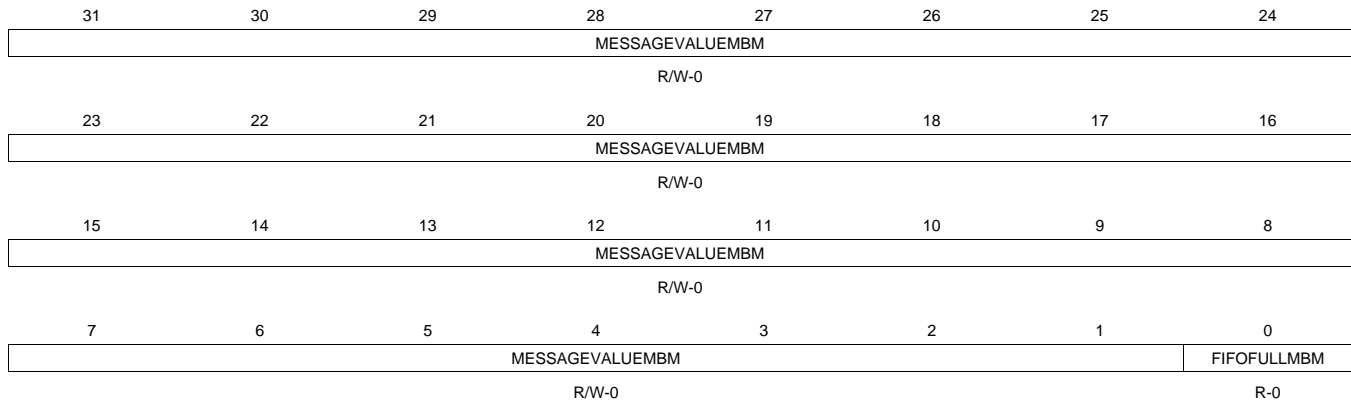 31 30 29 28 27 26 25 24
MESSAGEVALUEMBM
R/W-0
23 22 21 20 19 18 17 16
MESSAGEVALUEMBM
R/W-0
15 14 13 12 11 10 9 8
MESSAGEVALUEMBM
R/W-0
7 6 5 4 3 2 1 0
MESSAGEVALUEMBM FIFOFULLMBM
R/W-0 R-0